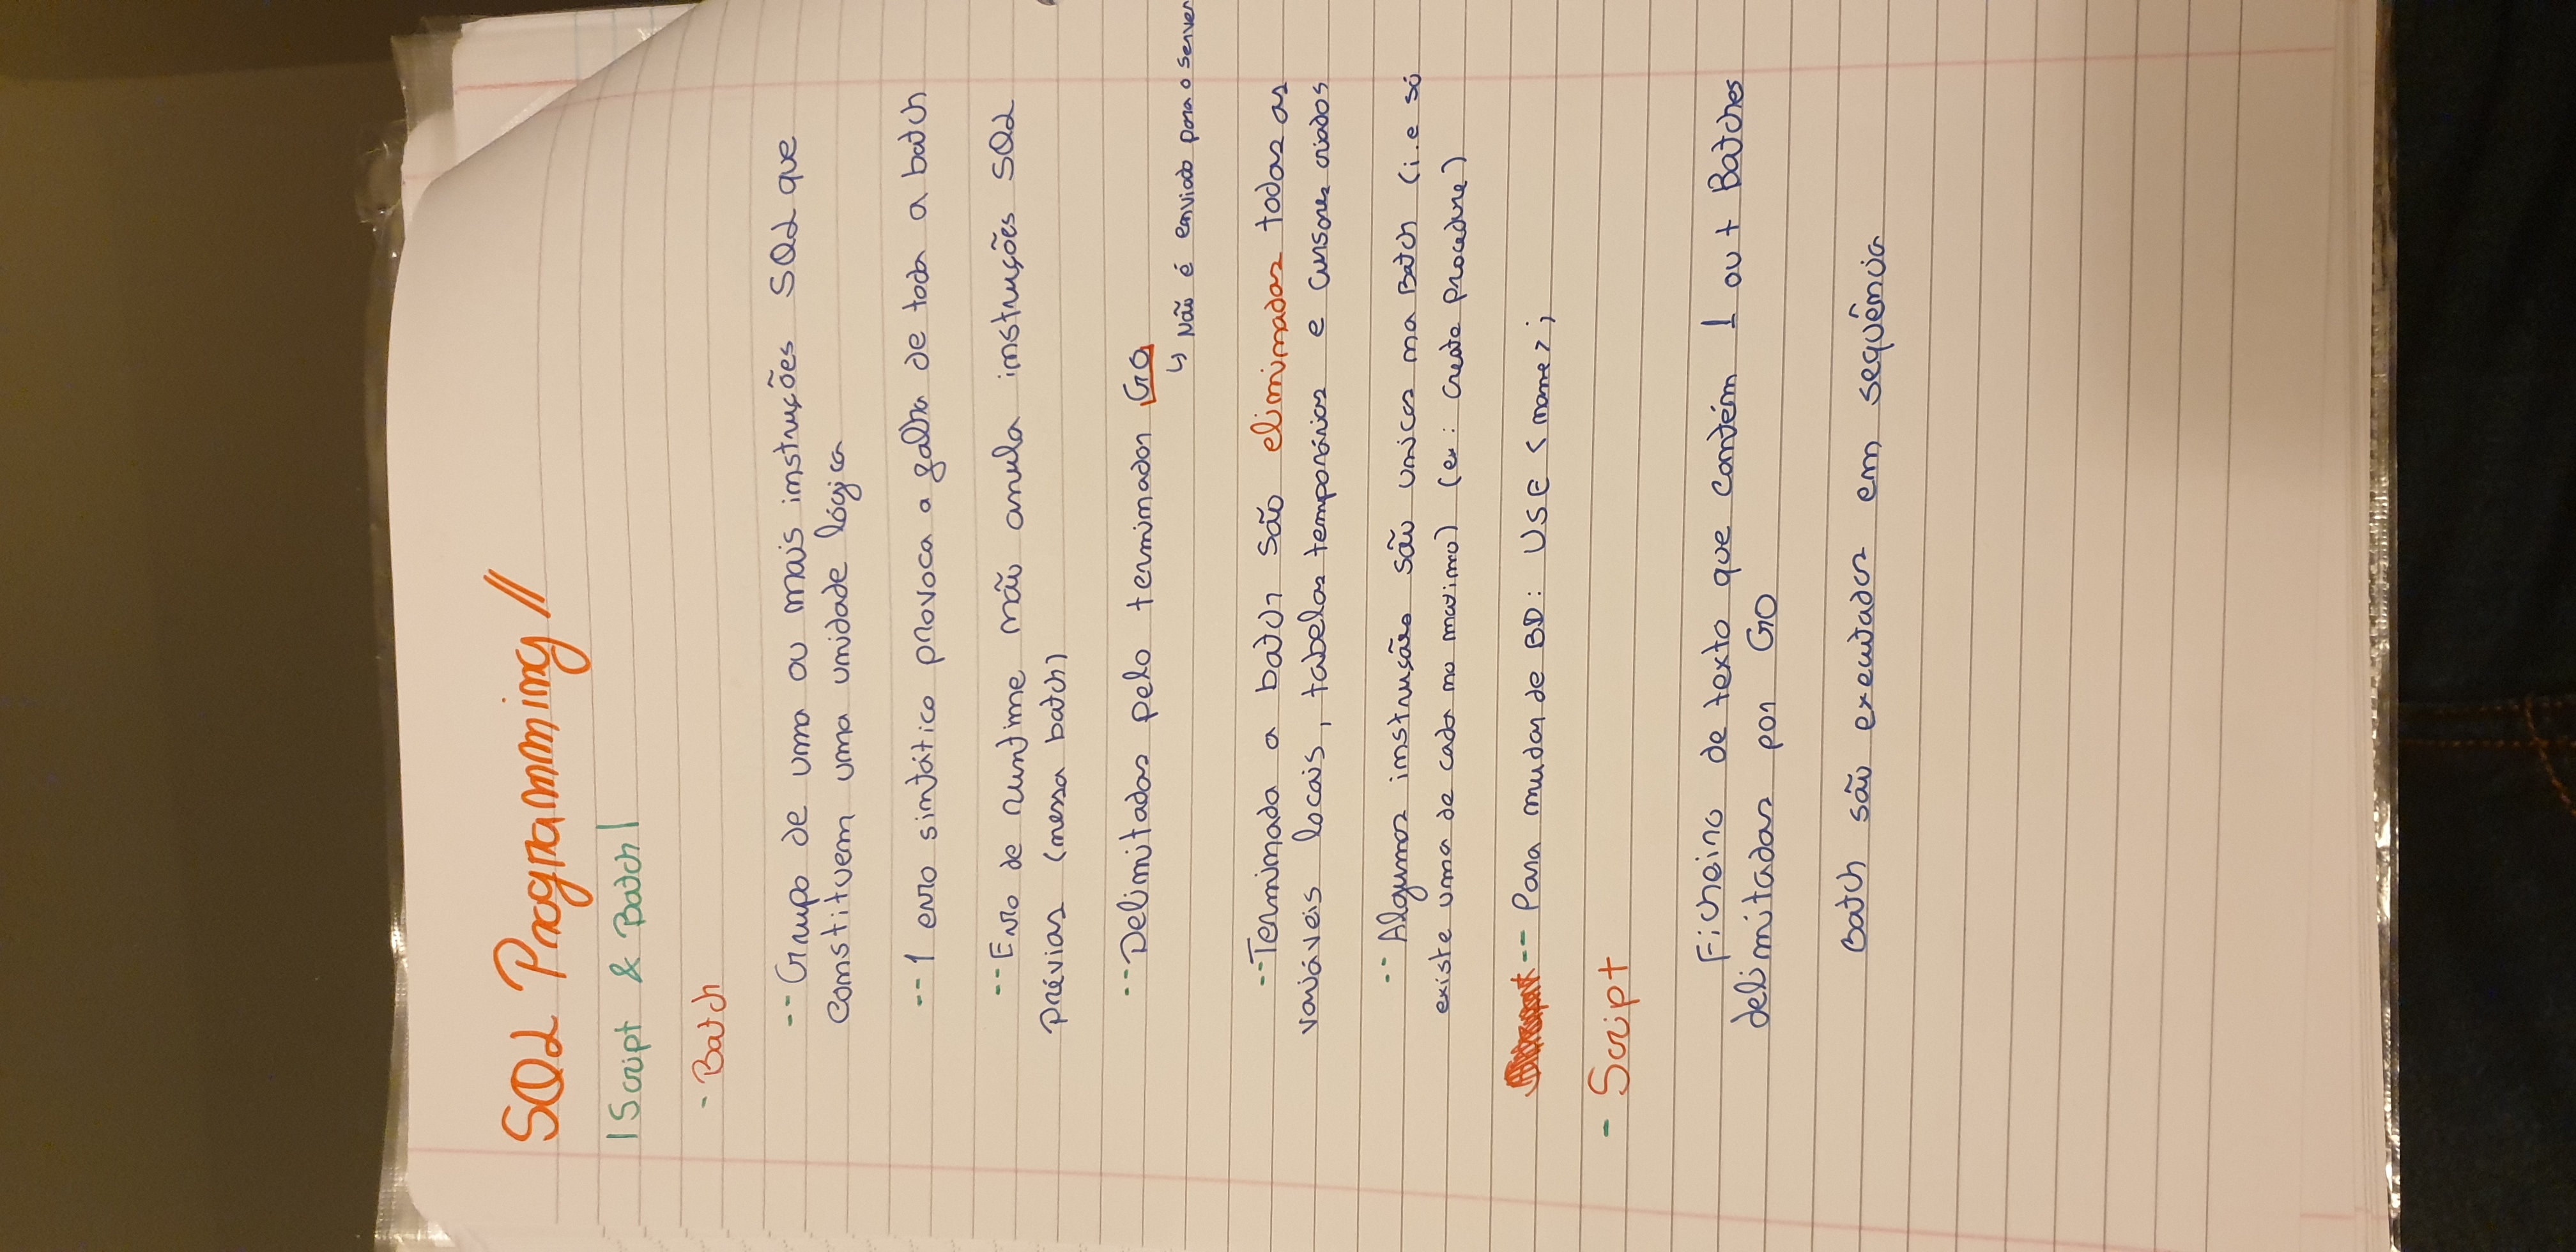 SQL Programming //
|Script & Batch|
- Batch
-- Grupo de uma ou mais instruções SQL que
constituem uma unidade lógica
-- 1 erro sintático provoca a falha de toda a batch
-- Erro de runtime não anula instruções SQL
prévias (nessa batch)
-- Delimitadas pelo terminador GO
↳ Não é enviado para o server
-- Terminada a batch são eliminadas todas as
variáveis locais, tabelas temporárias e cursores criados
-- Algumas instrusões são unicas na Batch (i.e só
existe uma de cada no maximo) (ex: Create Procedure)
-- Para mudar de BD: USE <nome>;
- Script
Ficheiro de texto que contém 1 ou + Batches
delimitadas por GO
Batch são executadas em sequência